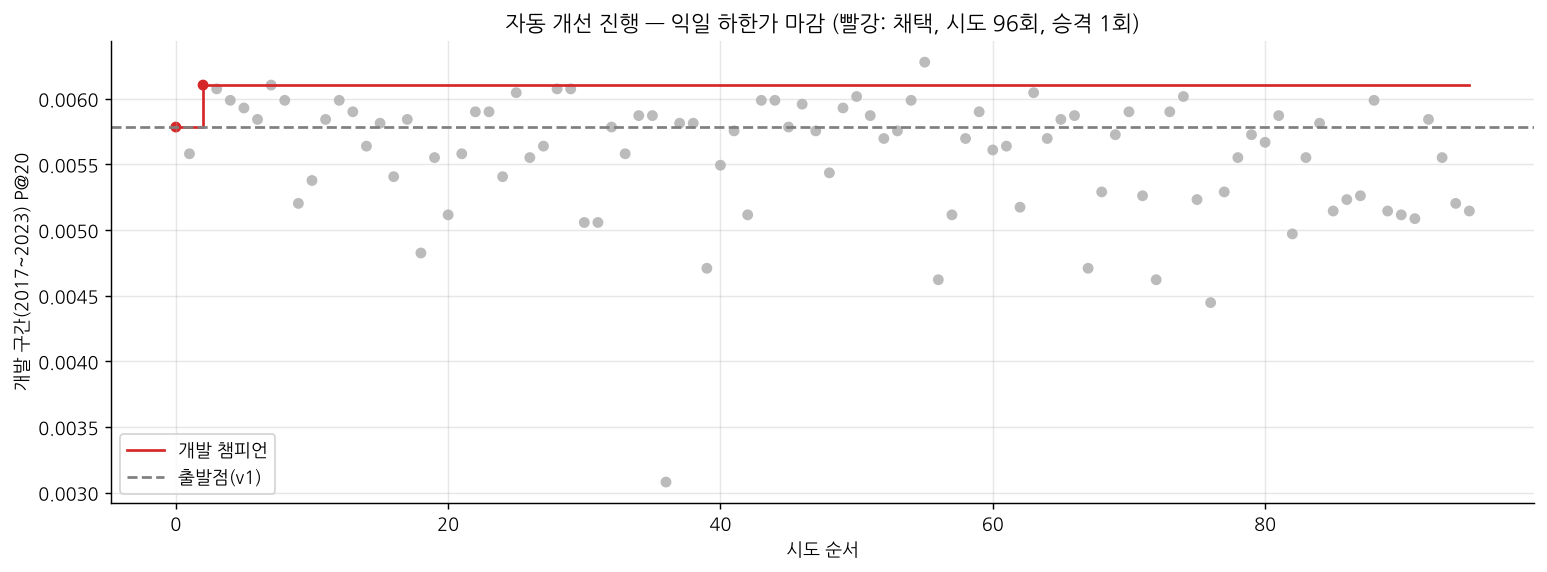 자동 개선 진행 — 익일 하한가 마감 (빨강: 채택, 시도 96회, 승격 1회)
개발 구간(2017~2023) P@20
0.0060
0.0055
0.0050
0.0045
0.0040
0.0035
0.0030
개발 챔피언
출발점(v1)
0
20
40
60
80
시도 순서